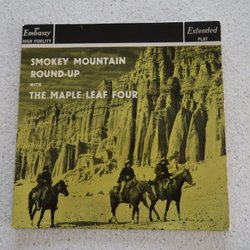 Embassy
HIGH FIDELITY
Extended
PLAY
SMOKEY MOUNTAIN
ROUND-UP
WITH
THE MAPLE LEAF FOUR